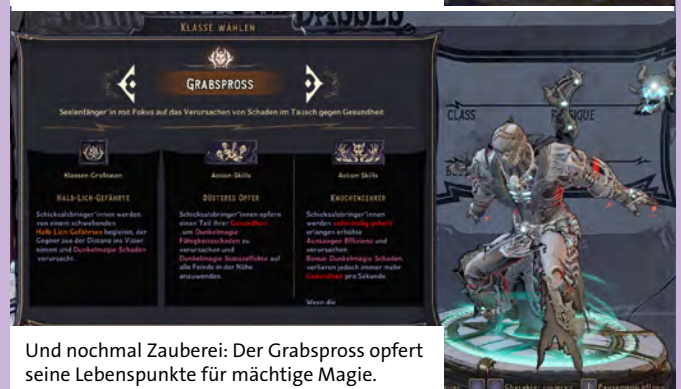 KLASSE WÄHLEN
GRABSPROSS
Seelenfänger*in mit Fokus auf das Verursachen von Schaden im Tausch gegen Gesundheit
CLASS
Klassen-Großtaten
Action-Skills
Action-Skills
HALB-LICH-GEFÄHRTE
Schicksalsbringer*innen werden
von einem schwebenden
Halb-Lich-Gefährten begleitet, der
Gegner aus der Distanz ins Visier
nimmt und Dunkelmagie-Schaden
verursacht.
DÜSTERES OPFER
Schicksalsbringer*innen opfern
einen Teil ihrer Gesundheit
, um Dunkelmagie-
Fähigkeitsschaden zu
verursachen und
Dunkelmagie-Statuseffekte auf
alle Feinde in der Nähe
anzuwenden.
KNOCHENZEHRER
Schicksalsbringer*innen
werden vollständig geheilt
erlangen erhöhte
Aussaugen-Effizienz und
verursachen
Bonus-Dunkelmagie-Schaden,
verlieren jedoch immer mehr
Gesundheit pro Sekunde.
Wenn die
Und nochmal Zauberei: Der Grabspross opfert
seine Lebenspunkte für mächtige Magie.